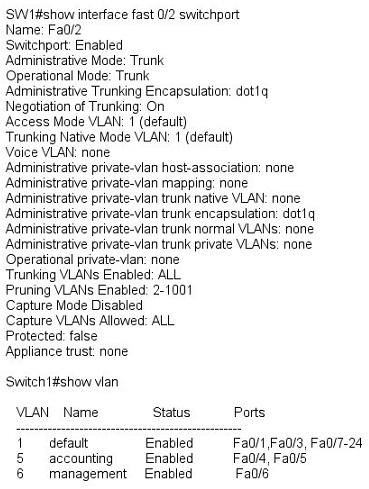 SW1#show interface fast 0/2 switchport
Name: Fa0/2
Switchport: Enabled
Administrative Mode: Trunk
Operational Mode: Trunk
Administrative Trunking Encapsulation: dot1q
Negotiation of Trunking: On
Access Mode VLAN: 1 (default)
Trunking Native Mode VLAN: 1 (default)
Voice VLAN: none
Administrative private-vlan host-association: none
Administrative private-vlan mapping: none
Administrative private-vlan trunk native VLAN: none
Administrative private-vlan trunk encapsulation: dot1q
Administrative private-vlan trunk normal VLANs: none
Administrative private-vlan trunk private VLANs: none
Operational private-vlan: none
Trunking VLANs Enabled: ALL
Pruning VLANs Enabled: 2-1001
Capture Mode Disabled
Capture VLANs Allowed: ALL
Protected: false
Appliance trust: none
Switch1#show vlan
VLAN Name Status Ports
--------------------------------------------------
1 default Enabled Fa0/1,Fa0/3, Fa0/7-24
5 accounting Enabled Fa0/4, Fa0/5
6 management Enabled Fa0/6